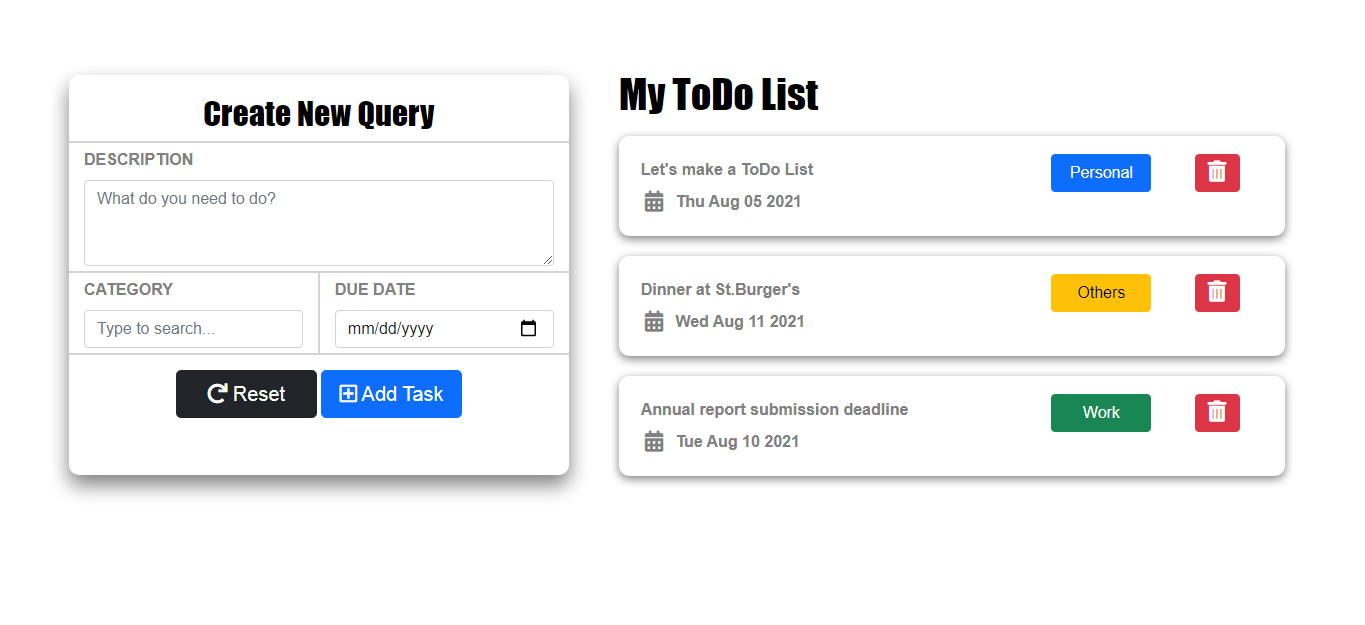 Create New Query
DESCRIPTION
What do you need to do?
CATEGORY
DUE DATE
Type to search...
mm/dd/yyyy
Reset
Add Task
My ToDo List
Let's make a ToDo List
Personal
Thu Aug 05 2021
Dinner at St.Burger's
Others
Wed Aug 11 2021
Annual report submission deadline
Work
Tue Aug 10 2021